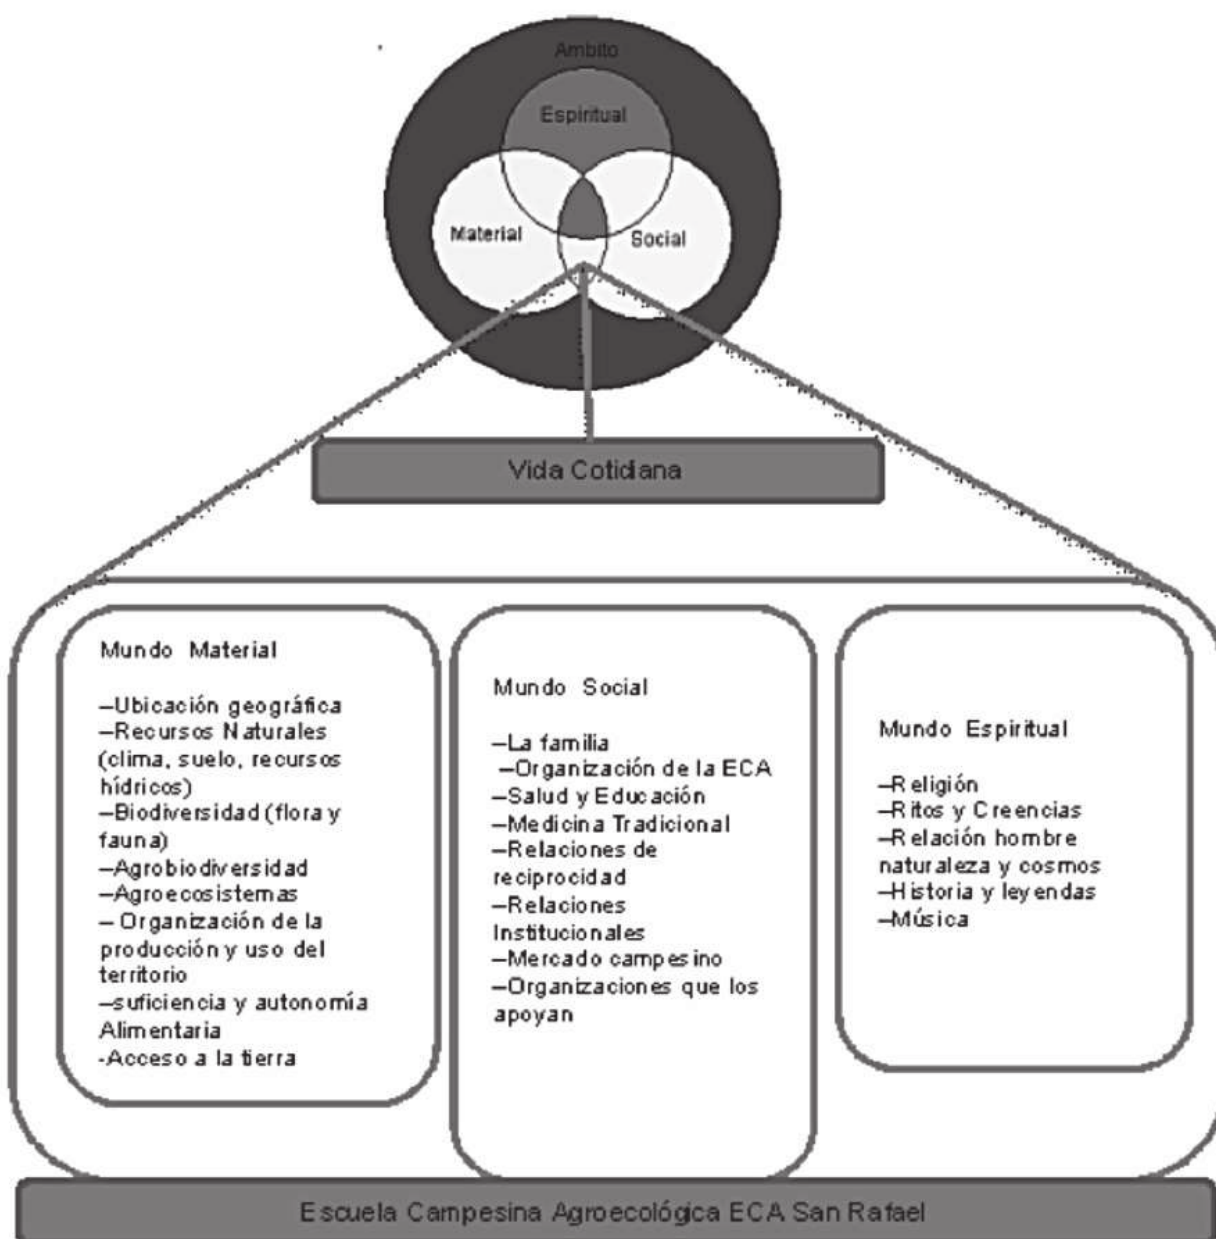 Ambito
Espiritual
Material
Social
Vida Cotidiana
Mundo Material
–Ubicación geográfica
–Recursos Naturales
(clima, suelo, recursos
hídricos)
–Biodiversidad (flora y
fauna)
–Agrobiodiversidad
–Agroecosistemas
– Organización de la
producción y uso del
territorio
–suficiencia y autonomía
Alimentaria
-Acceso a la tierra
Mundo Social
–La familia
–Organización de la ECA
–Salud y Educación
–Medicina Tradicional
–Relaciones de
reciprocidad
–Relaciones
Institucionales
–Mercado campesino
–Organizaciones que los
apoyan
Mundo Espiritual
–Religión
–Ritos y Creencias
–Relación hombre
naturaleza y cosmos
–Historia y leyendas
–Música
Escuela Campesina Agroecológica ECA San Rafael